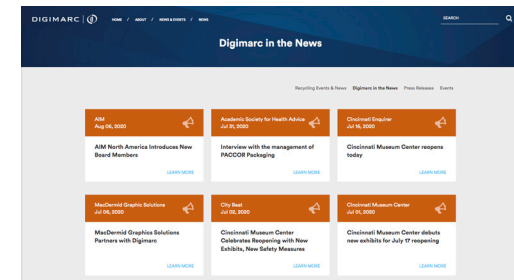 DIGIMARC
HOME / ABOUT / NEWS & EVENTS / NEWS
SEARCH
Digimarc in the News
Recycling Events & News Digimarc in the News Press Releases Events
AIM
Aug 06, 2020
AIM North America Introduces New
Board Members
LEARN MORE
Academic Society for Health Advice
Jul 31, 2020
Interview with the management of
PACCOR Packaging
LEARN MORE
Cincinnati Enquirer
Jul 16, 2020
Cincinnati Museum Center reopens
today
LEARN MORE
MacDermid Graphic Solutions
Jul 06, 2020
MacDermid Graphics Solutions
Partners with Digimarc
LEARN MORE
City Beat
Jul 02, 2020
Cincinnati Museum Center
Celebrates Reopening with New
Exhibits, New Safety Measures
LEARN MORE
Cincinnati Museum Center
Jul 01, 2020
Cincinnati Museum Center debuts
new exhibits for July 17 reopening
LEARN MORE